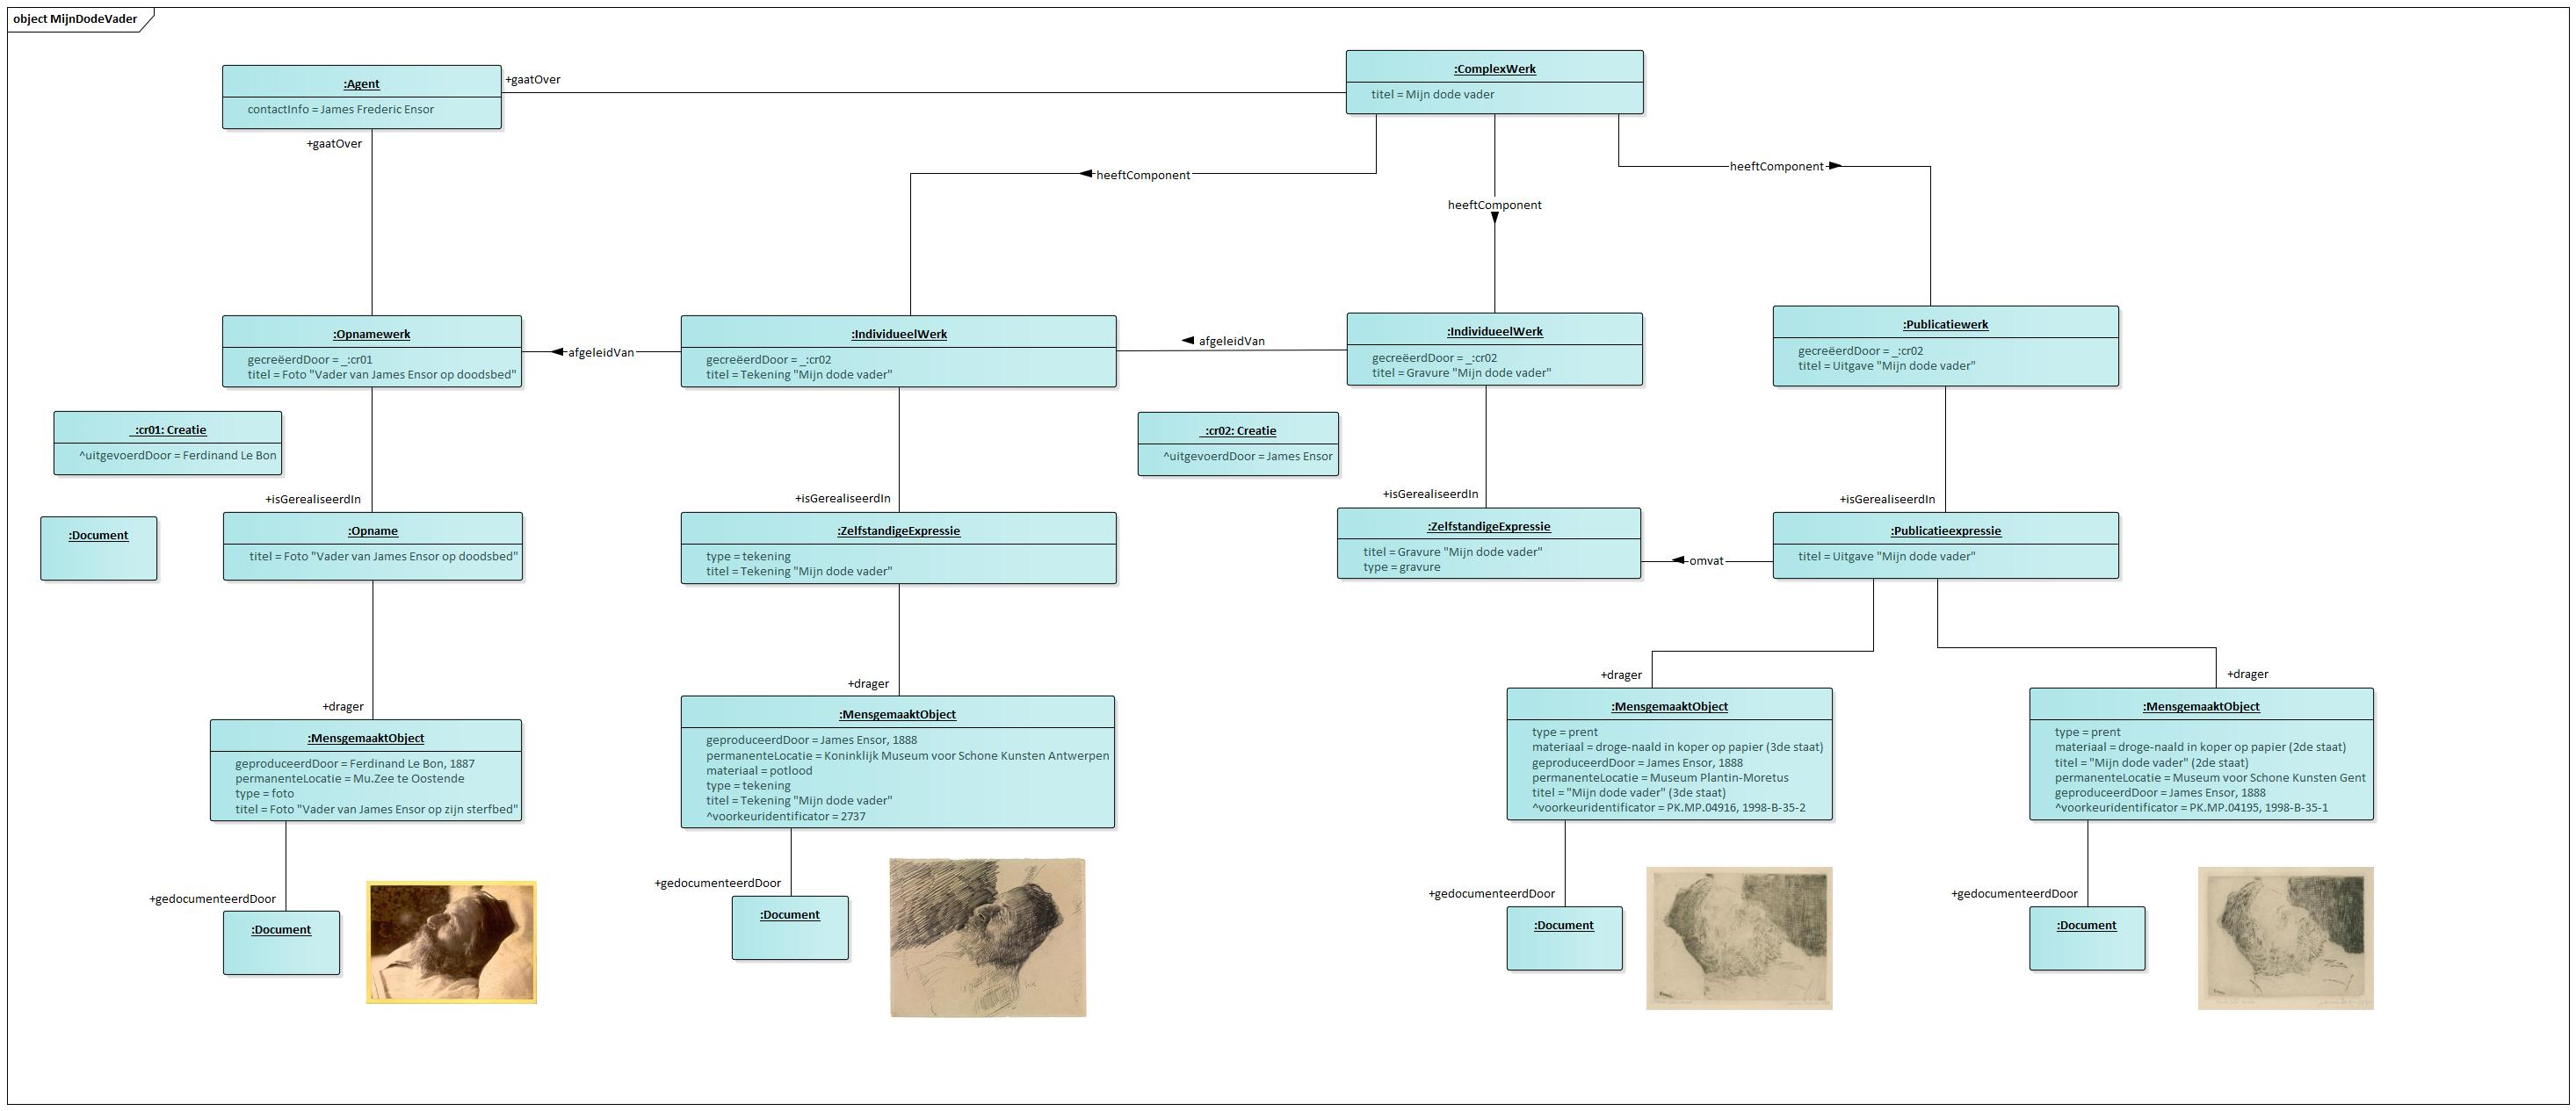 object MijnDodeVader
:Agent
contactInfo = James Frederic Ensor
+gaatOver
+gaatOver
:ComplexWerk
titel = Mijn dode vader
heeftComponent
heeftComponent
heeftComponent
:Opnamewerk
gecreëerdDoor = _:cr01
titel = Foto "Vader van James Ensor op doodsbed"
afgeleidVan
:IndividueelWerk
gecreëerdDoor = _:cr02
titel = Tekening "Mijn dode vader"
afgeleidVan
:IndividueelWerk
gecreëerdDoor = _:cr02
titel = Gravure "Mijn dode vader"
:Publicatiewerk
gecreëerdDoor = _:cr02
titel = Uitgave "Mijn dode vader"
_:cr01: Creatie
^uitgevoerdDoor = Ferdinand Le Bon
_:cr02: Creatie
^uitgevoerdDoor = James Ensor
+isGerealiseerdIn
+isGerealiseerdIn
+isGerealiseerdIn
+isGerealiseerdIn
:Document
:Opname
titel = Foto "Vader van James Ensor op doodsbed"
:ZelfstandigeExpressie
type = tekening
titel = Tekening "Mijn dode vader"
:ZelfstandigeExpressie
titel = Gravure "Mijn dode vader"
type = gravure
omvat
:Publicatieexpressie
titel = Uitgave "Mijn dode vader"
+drager
+drager
+drager
+drager
:MensgemaaktObject
geproduceerdDoor = Ferdinand Le Bon, 1887
permanenteLocatie = Mu.Zee te Oostende
type = foto
titel = Foto "Vader van James Ensor op zijn sterfbed"
:MensgemaaktObject
geproduceerdDoor = James Ensor, 1888
permanenteLocatie = Koninklijk Museum voor Schone Kunsten Antwerpen
materiaal = potlood
type = tekening
titel = Tekening "Mijn dode vader"
^voorkeuridentificator = 2737
:MensgemaaktObject
type = prent
materiaal = droge-naald in koper op papier (3de staat)
geproduceerdDoor = James Ensor, 1888
permanenteLocatie = Museum Plantin-Moretus
titel = "Mijn dode vader" (3de staat)
^voorkeuridentificator = PK.MP.04916, 1998-B-35-2
:MensgemaaktObject
type = prent
materiaal = droge-naald in koper op papier (2de staat)
titel = "Mijn dode vader" (2de staat)
permanenteLocatie = Museum voor Schone Kunsten Gent
geproduceerdDoor = James Ensor, 1888
^voorkeuridentificator = PK.MP.04195, 1998-B-35-1
+gedocumenteerdDoor
+gedocumenteerdDoor
+gedocumenteerdDoor
+gedocumenteerdDoor
:Document
:Document
:Document
:Document